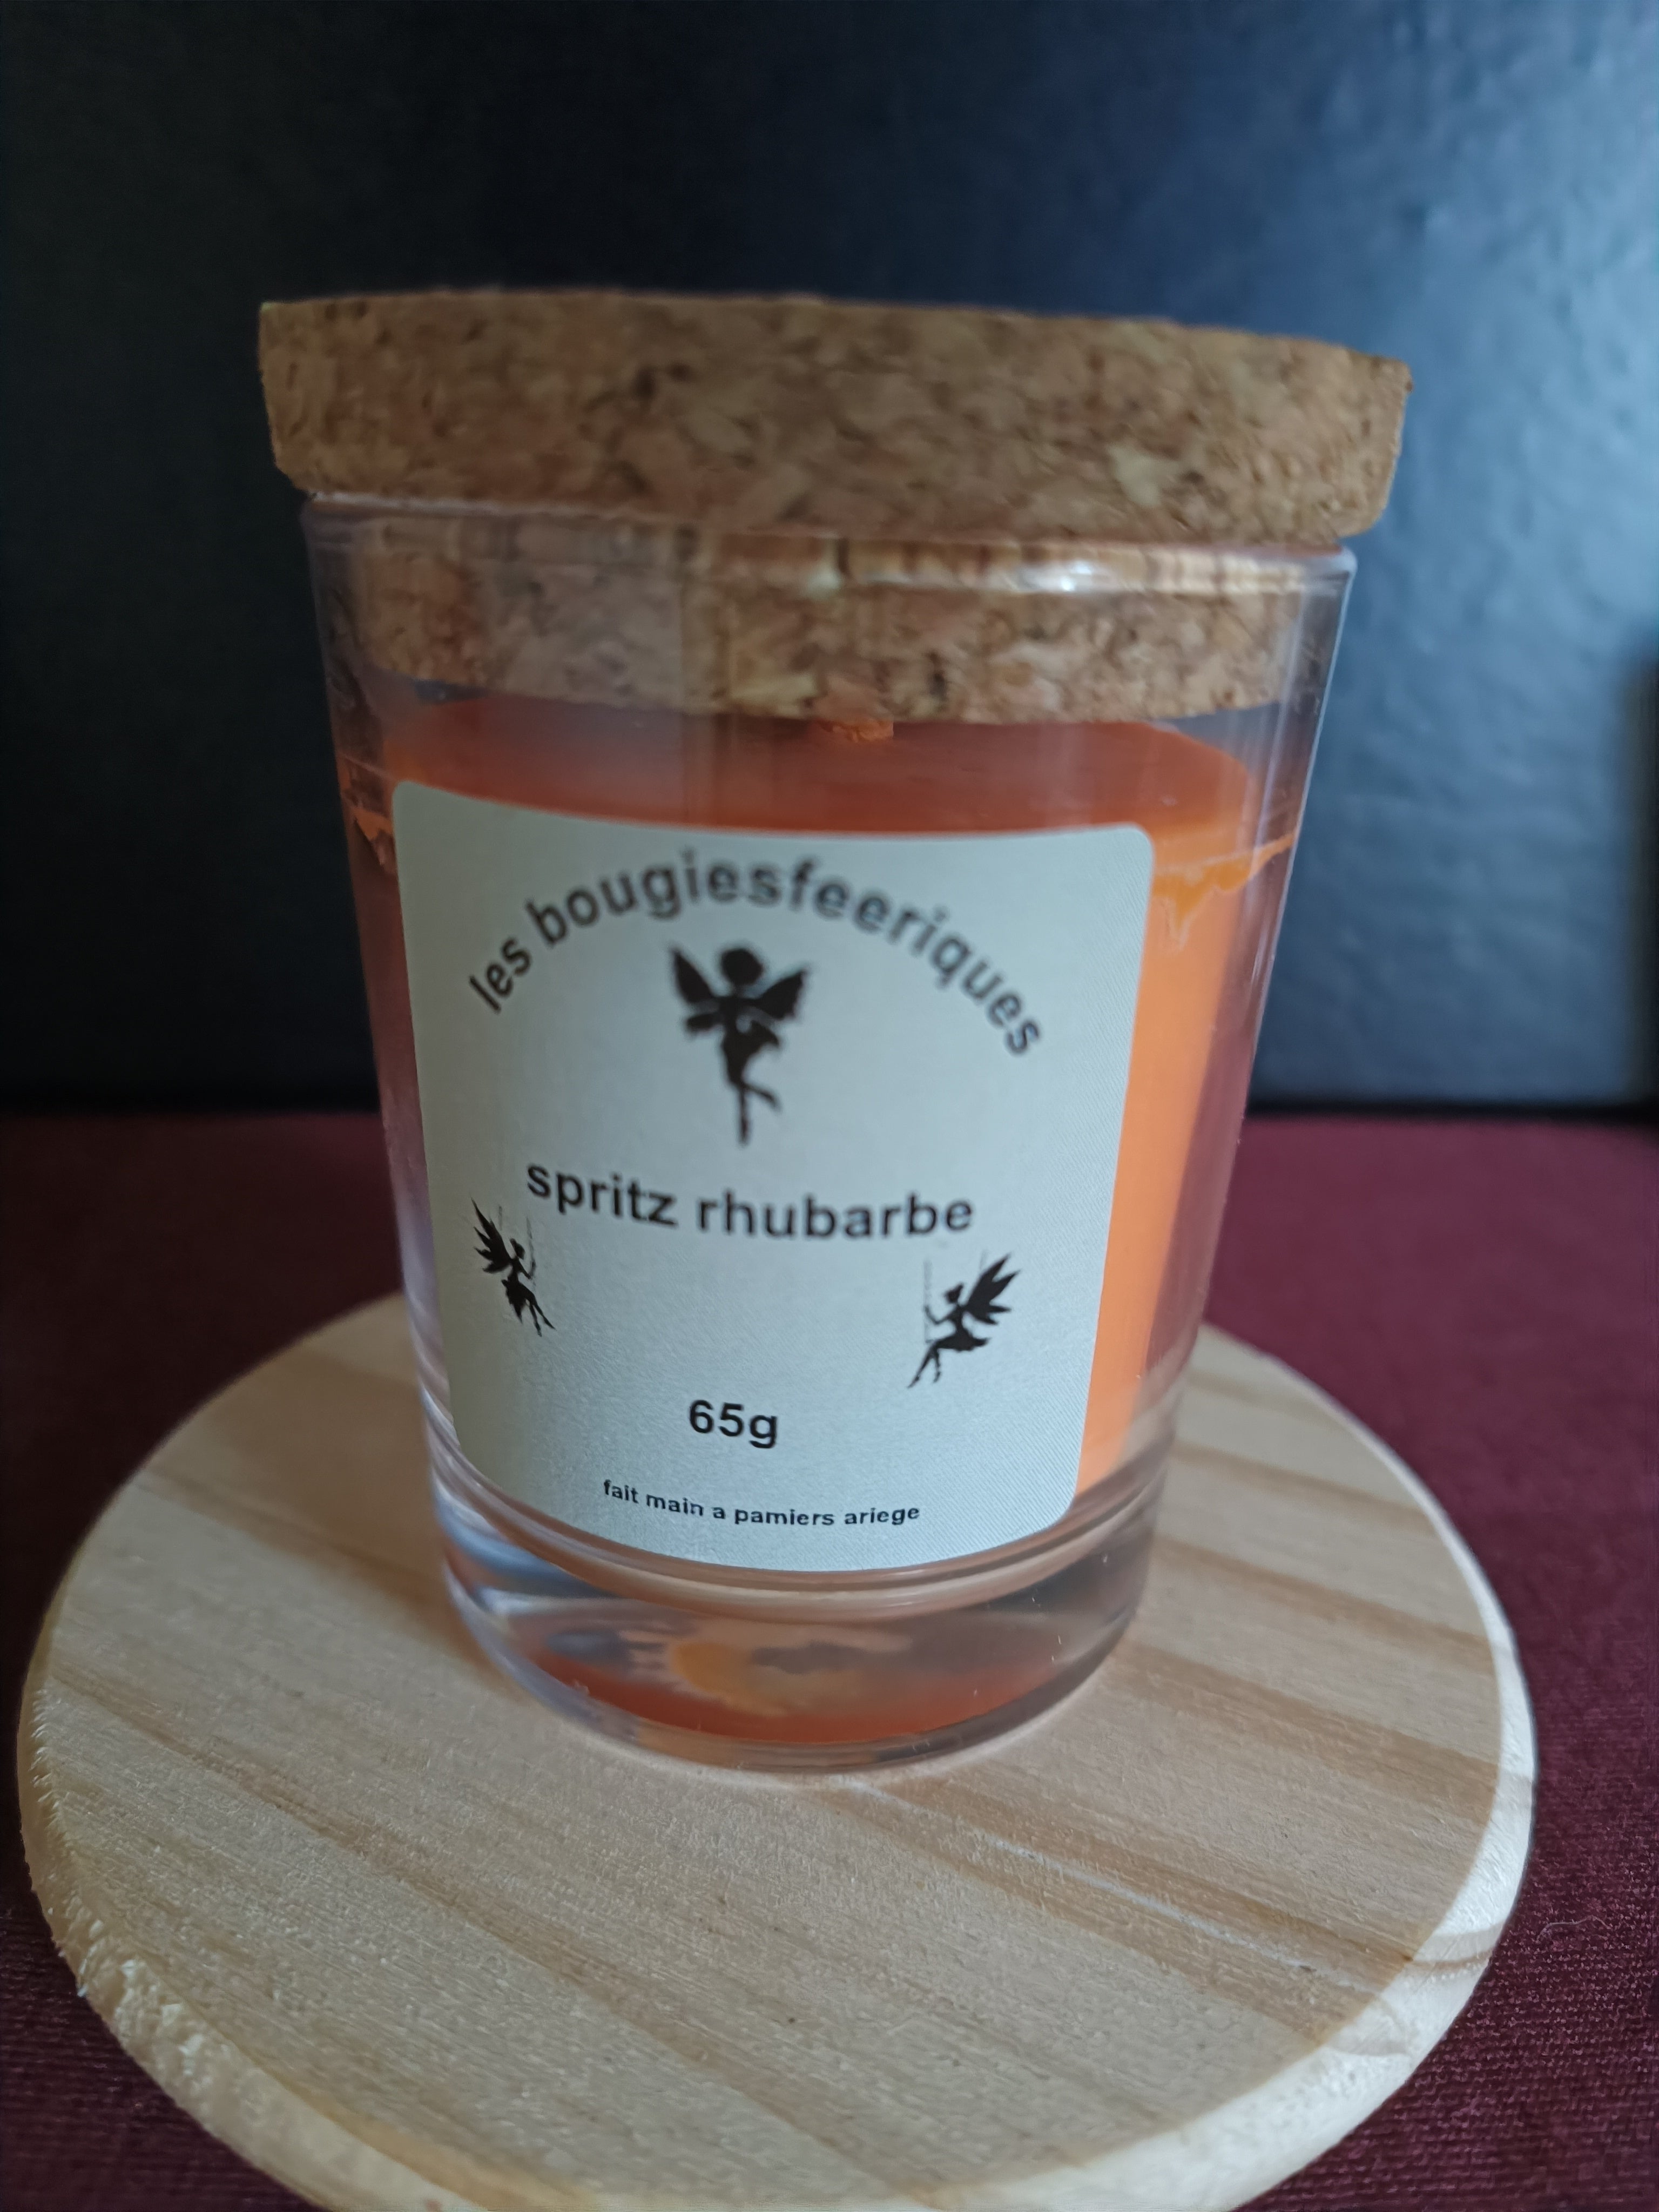 les bougiesfeeriques
spritz rhubarbe
65g
fait main a pamiers ariege